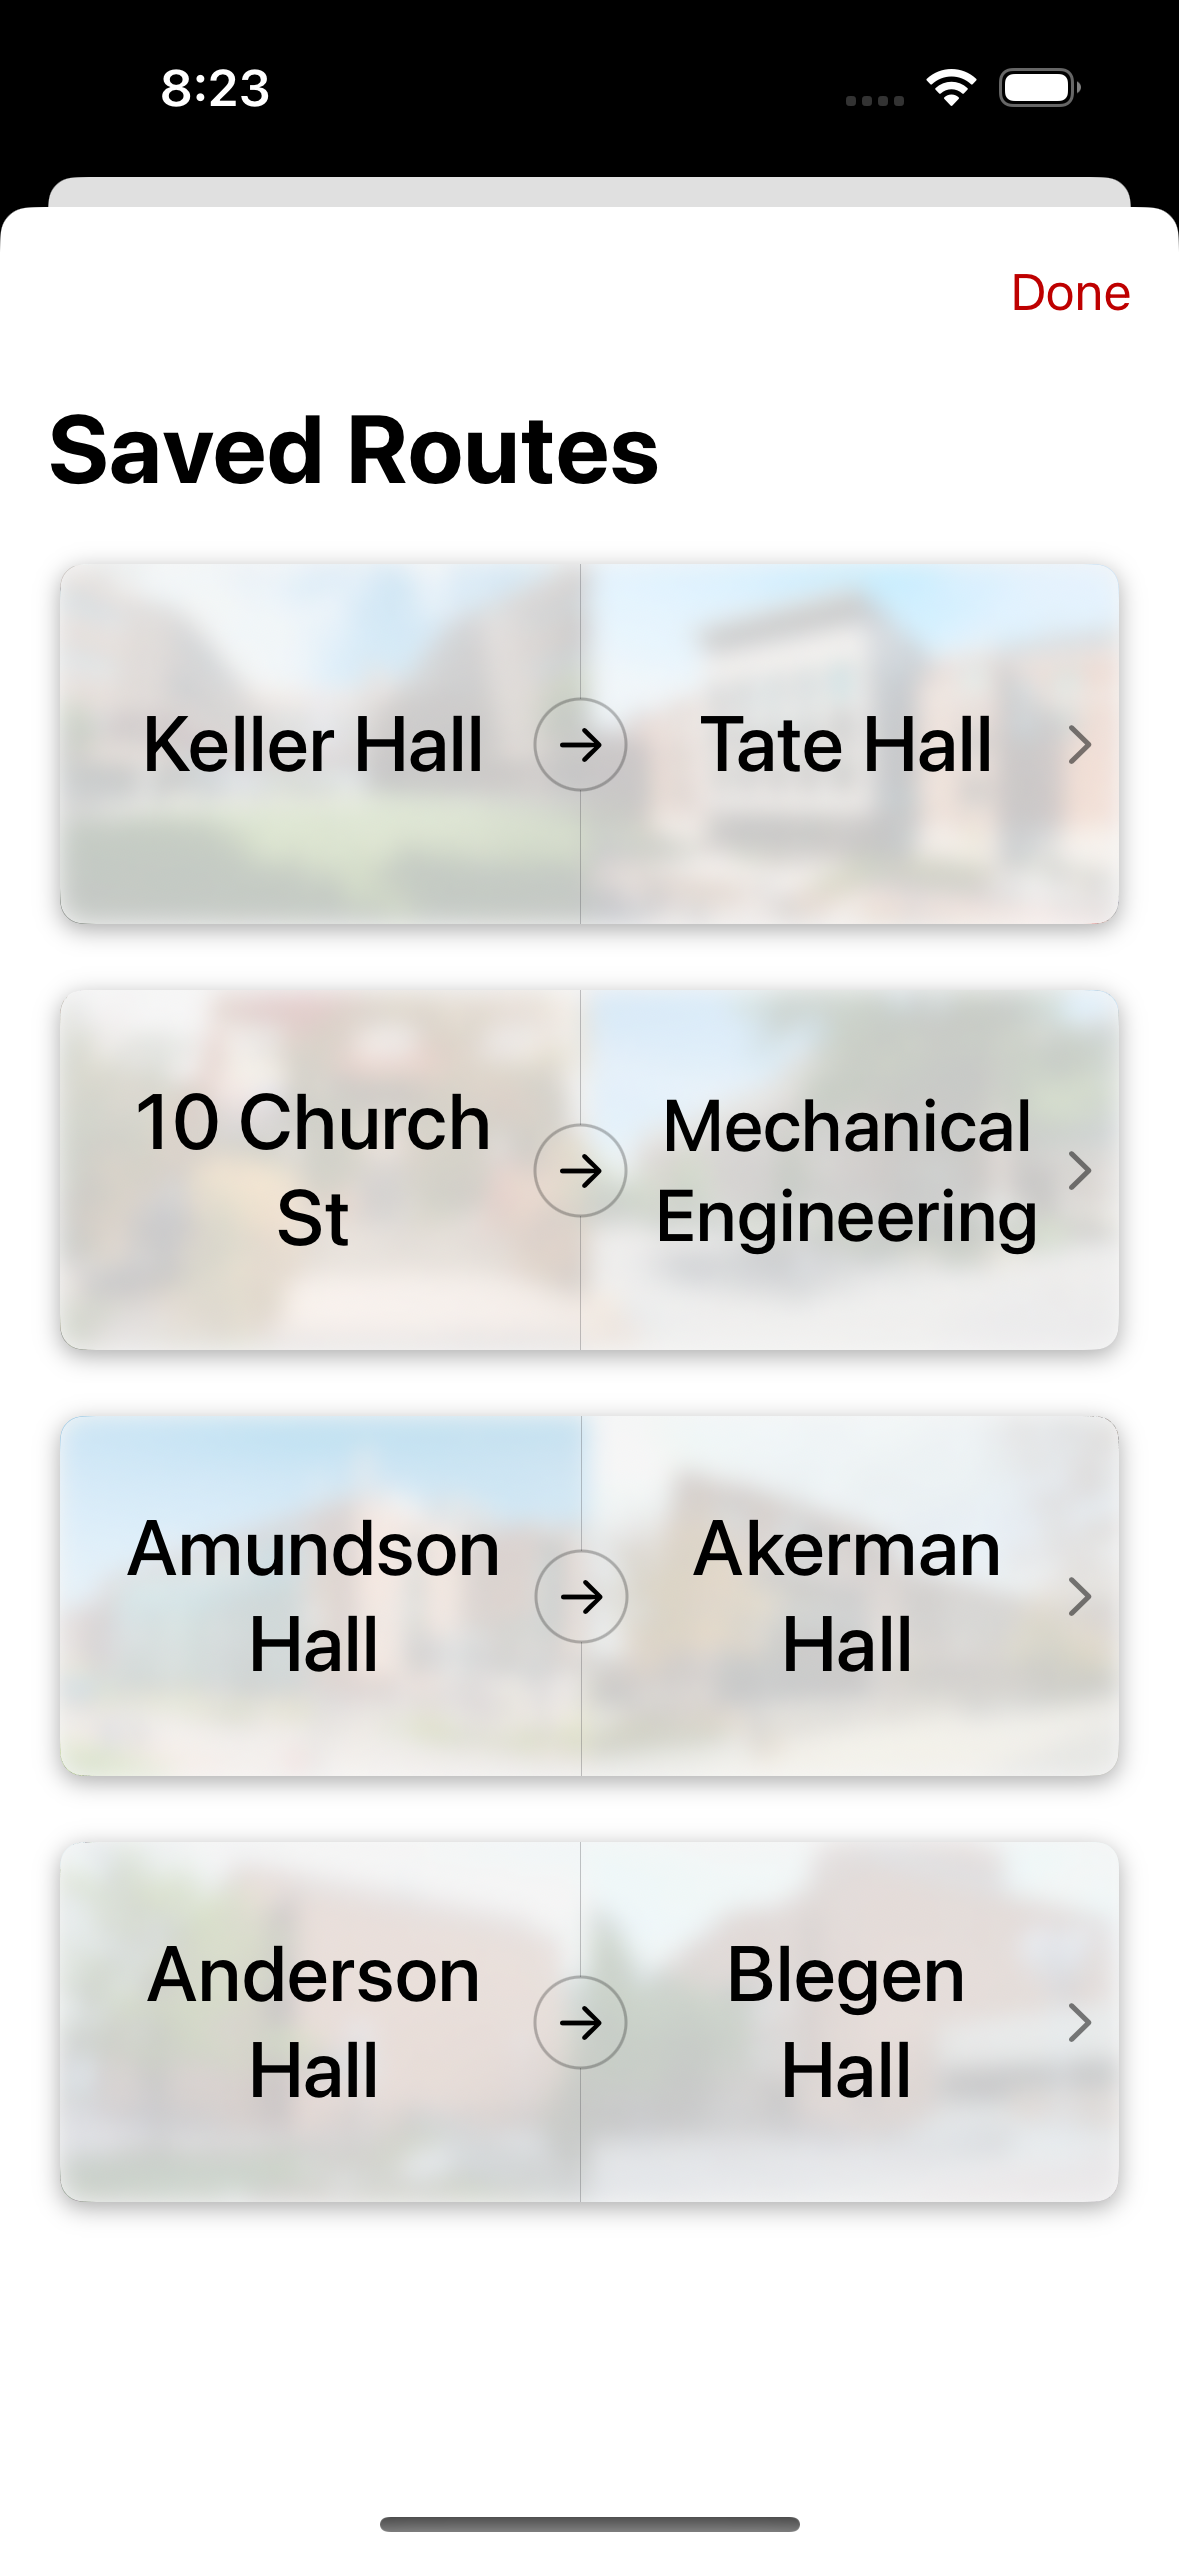 8:23
Done
Saved Routes
Keller Hall
Tate Hall
10 Church
St
Mechanical
Engineering
Amundson
Hall
Akerman
Hall
Anderson
Hall
Blegen
Hall